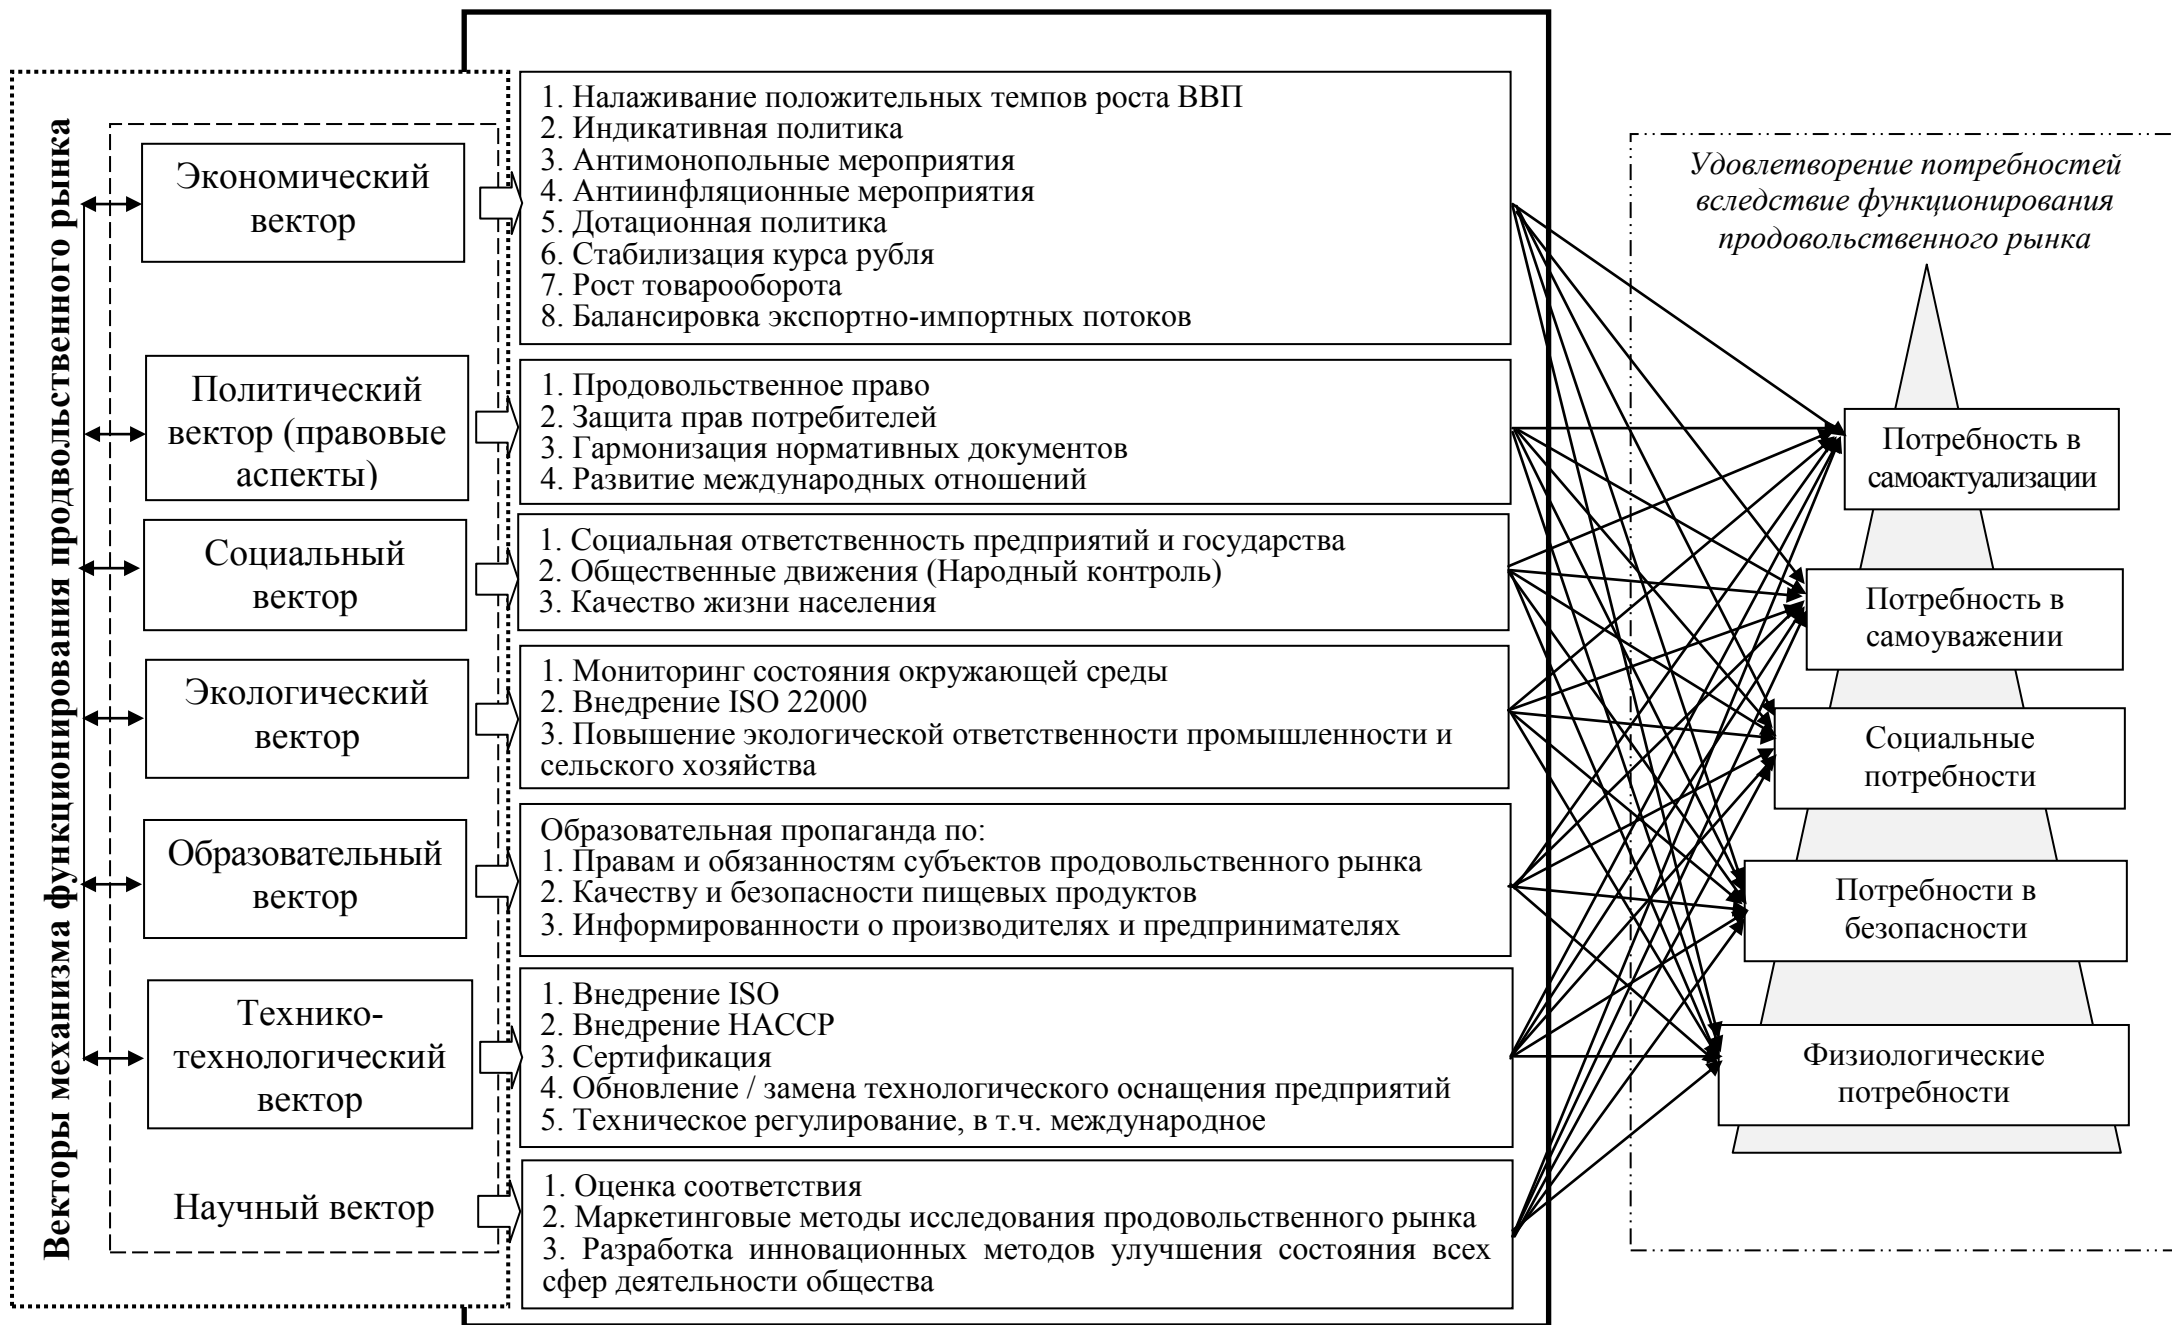 Векторы механизма функционирования продвольственного рынка
Экономический
вектор
1. Налаживание положительных темпов роста ВВП
2. Индикативная политика
3. Антимонопольные мероприятия
4. Антиинфляционные мероприятия
5. Дотационная политика
6. Стабилизация курса рубля
7. Рост товарооборота
8. Балансировка экспортно-импортных потоков
Политический
вектор (правовые
аспекты)
1. Продовольственное право
2. Защита прав потребителей
3. Гармонизация нормативных документов
4. Развитие международных отношений
Социальный
вектор
1. Социальная ответственность предприятий и государства
2. Общественные движения (Народный контроль)
3. Качество жизни населения
Экологический
вектор
1. Мониторинг состояния окружающей среды
2. Внедрение ISO 22000
3. Повышение экологической ответственности промышленности и
сельского хозяйства
Образовательный
вектор
Образовательная пропаганда по:
1. Правам и обязанностям субъектов продовольственного рынка
2. Качеству и безопасности пищевых продуктов
3. Информированности о производителях и предпринимателях
Технико-
технологический
вектор
1. Внедрение ISO
2. Внедрение НАССР
3. Сертификация
4. Обновление / замена технологического оснащения предприятий
5. Техническое регулирование, в т.ч. международное
Научный вектор
1. Оценка соответствия
2. Маркетинговые методы исследования продовольственного рынка
3. Разработка инновационных методов улучшения состояния всех
сфер деятельности общества
Удовлетворение потребностей
вследствие функционирования
продовольственного рынка
Потребность в
самоактуализации
Потребность в
самоуважении
Социальные
потребности
Потребности в
безопасности
Физиологические
потребности